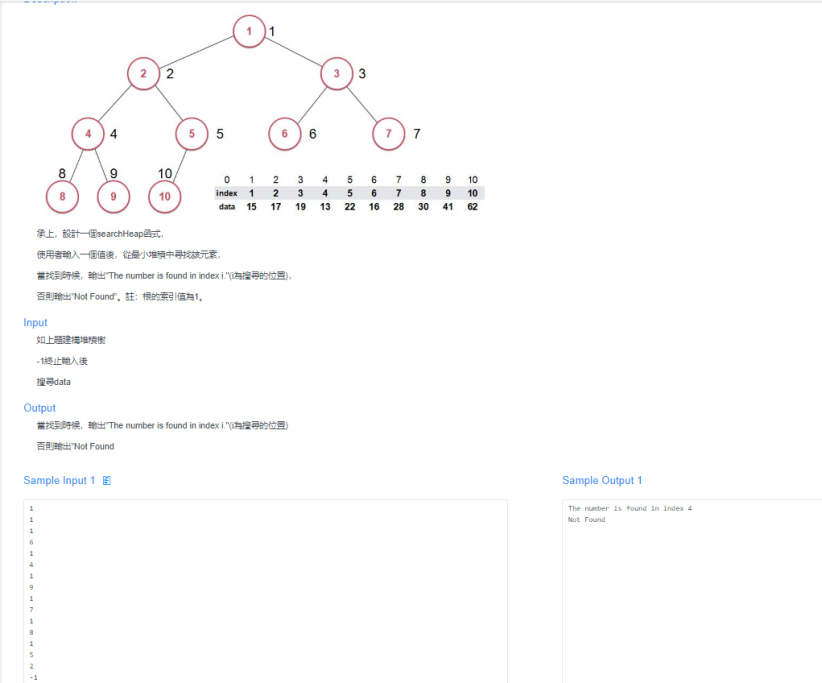 Description
1 1
2 2
3 3
4 4
5 5
6 6
7 7
8 9 10
8 9 10
0 1 2 3 4 5 6 7 8 9 10
index 1 2 3 4 5 6 7 8 9 10
data 15 17 19 13 22 16 28 30 41 62
承上，設計一個searchHeap函式，
使用者輸入一個值後，從最小堆積中尋找該元素，
當找到時候，輸出"The number is found in index i."(i為搜尋的位置)，
否則輸出"Not Found"。註：根的索引值為1。
Input
如上題建構堆積樹
-1終止輸入後
搜尋data
Output
當找到時候，輸出"The number is found in index i."(i為搜尋的位置)
否則輸出"Not Found
Sample Input 1
1
1
1
6
1
4
1
9
1
7
1
8
1
5
2
-1
Sample Output 1
The number is found in index 4
Not Found